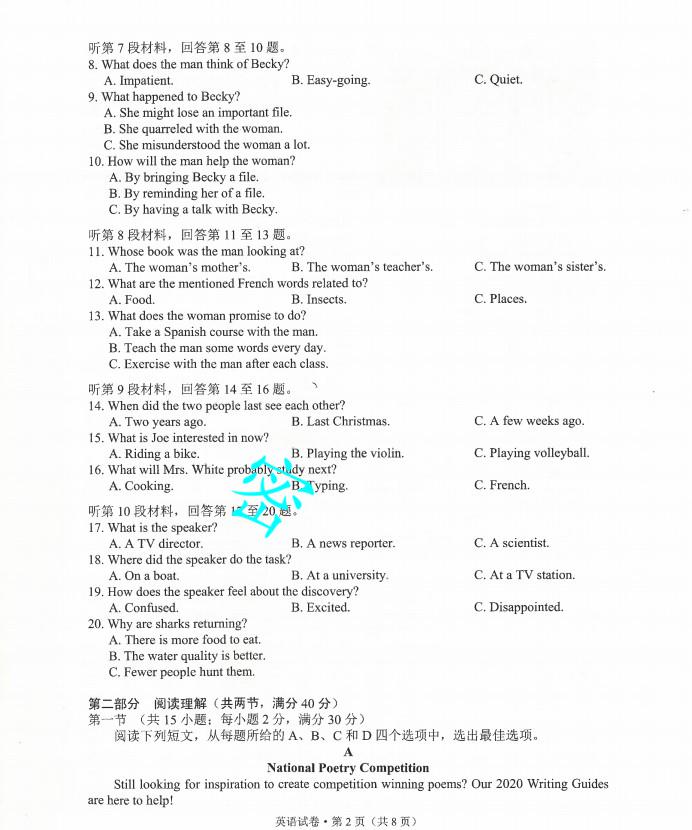 听第 7 段材料，回答第 8 至 10 题。
8. What does the man think of Becky?
A. Impatient. B. Easy-going. C. Quiet.
9. What happened to Becky?
A. She might lose an important file.
B. She quarreled with the woman.
C. She misunderstood the woman a lot.
10. How will the man help the woman?
A. By bringing Becky a file.
B. By reminding her of a file.
C. By having a talk with Becky.
听第 8 段材料，回答第 11 至 13 题。
11. Whose book was the man looking at?
A. The woman's mother's. B. The woman's teacher's. C. The woman's sister's.
12. What are the mentioned French words related to?
A. Food. B. Insects. C. Places.
13. What does the woman promise to do?
A. Take a Spanish course with the man.
B. Teach the man some words every day.
C. Exercise with the man after each class.
听第 9 段材料，回答第 14 至 16 题。
14. When did the two people last see each other?
A. Two years ago. B. Last Christmas. C. A few weeks ago.
15. What is Joe interested in now?
A. Riding a bike. B. Playing the violin. C. Playing volleyball.
16. What will Mrs. White probably study next?
A. Cooking. B. Typing. C. French.
密
听第 10 段材料，回答第 17 至 20 题。
17. What is the speaker?
A. A TV director. B. A news reporter. C. A scientist.
18. Where did the speaker do the task?
A. On a boat. B. At a university. C. At a TV station.
19. How does the speaker feel about the discovery?
A. Confused. B. Excited. C. Disappointed.
20. Why are sharks returning?
A. There is more food to eat.
B. The water quality is better.
C. Fewer people hunt them.
第二部分 阅读理解（共两节，满分 40 分）
第一节 （共 15 小题；每小题 2 分，满分 30 分）
阅读下列短文，从每题所给的 A、B、C 和 D 四个选项中，选出最佳选项。
A
National Poetry Competition
Still looking for inspiration to create competition winning poems? Our 2020 Writing Guides
are here to help!
英语试卷·第 2 页（共 8 页）